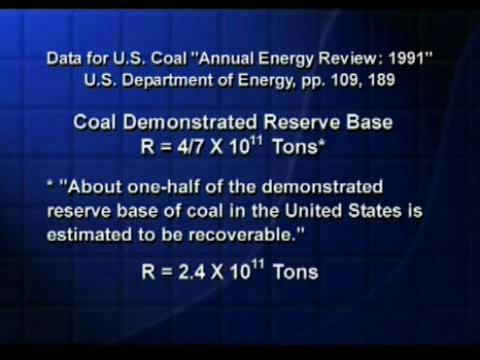 Data for U.S. Coal "Annual Energy Review: 1991"
U.S. Department of Energy, pp. 109, 189
Coal Demonstrated Reserve Base
R = 4/7 X 10¹¹ Tons*
* "About one-half of the demonstrated
reserve base of coal in the United States is
estimated to be recoverable."
R = 2.4 X 10¹¹ Tons